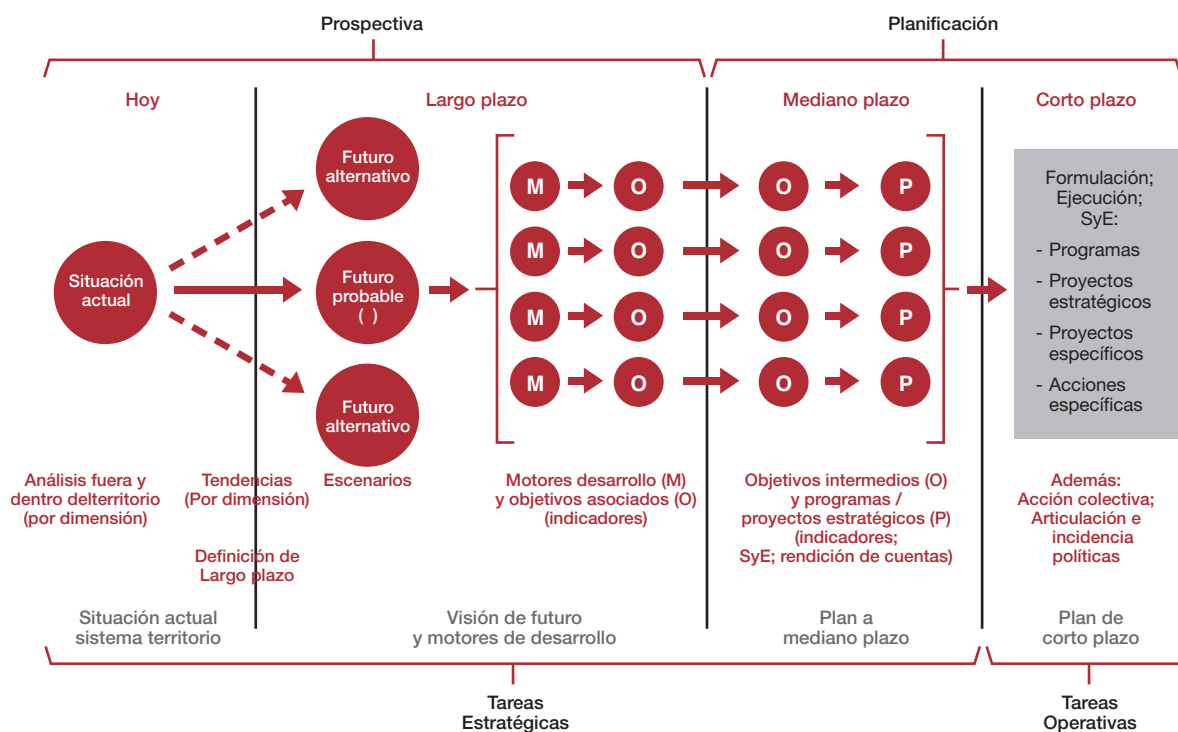 Prospectiva
Planificación
Hoy
Largo plazo
Mediano plazo
Corto plazo
Situación
actual
Futuro
alternativo
Futuro
probable
( )
Futuro
alternativo
M
O
O
P
M
O
O
P
M
O
O
P
M
O
O
P
Formulación;
Ejecución;
SyE:
- Programas
- Proyectos
estratégicos
- Proyectos
específicos
- Acciones
específicas
Análisis fuera y
dentro delterritorio
(por dimensión)
Tendencias
(Por dimensión)
Definición de
Largo plazo
Escenarios
Motores desarrollo (M)
y objetivos asociados (O)
(indicadores)
Objetivos intermedios (O)
y programas /
proyectos estratégicos (P)
(indicadores;
SyE; rendición de cuentas)
Además:
Acción colectiva;
Articulación e
incidencia
políticas
Situación actual
sistema territorio
Visión de futuro
y motores de desarrollo
Plan a
mediano plazo
Plan de
corto plazo
Tareas
Estratégicas
Tareas
Operativas